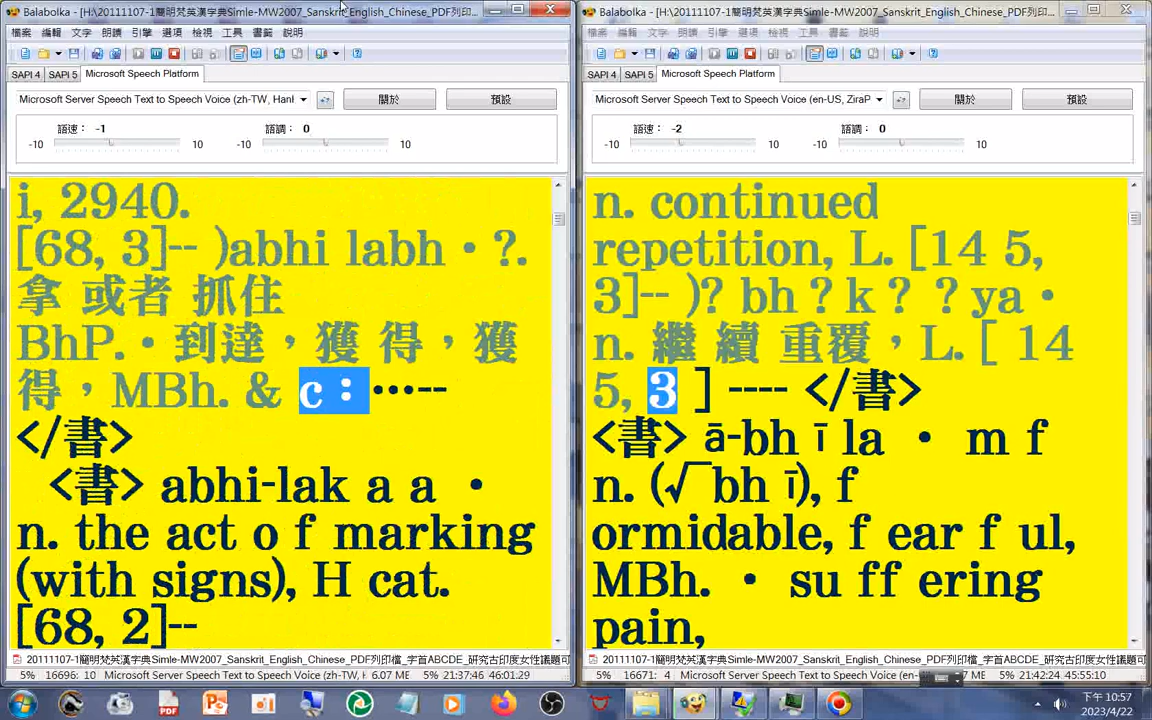 Balabolka - [H:\20111107-1簡明梵英漢字典Simle-MW2007_Sanskrit_English_Chinese_PDF列印...
檔案 編輯 文字 朗讀 引擎 選項 檢視 工具 書籤 說明
SAPI 4 SAPI 5 Microsoft Speech Platform
Microsoft Server Speech Text to Speech Voice (zh-TW, HanH 關於 預設
語速： -1 語調： 0
-10 10 -10 10
i, 2940.
[68, 3]-- )abhi labh • ?.
拿 或者 抓住
BhP. • 到達，獲 得，獲
得，MBh. & c：•••--
</書>
<書> abhi-lak a a •
n. the act o f marking
(with signs), H cat.
[68, 2]--
20111107-1簡明梵英漢字典Simle-MW2007_Sanskrit_English_Chinese_PDF列印檔_字首ABCDE_研究古印度女性議題可
5% 16696: 10 Microsoft Server Speech Text to Speech Voice (zh-TW, H 6.07 ME 5% 21:37:46 46:01:29
Balabolka - [H:\20111107-1簡明梵英漢字典Simle-MW2007_Sanskrit_English_Chinese_PDF列印...
檔案 編輯 文字 朗讀 引擎 選項 檢視 工具 書籤 說明
SAPI 4 SAPI 5 Microsoft Speech Platform
Microsoft Server Speech Text to Speech Voice (en-US, ZiraP 關於 預設
語速： -2 語調： 0
-10 10 -10 10
n. continued
repetition, L. [14 5,
3]-- )? bh ? k ? ? ya •
n. 繼 續 重覆，L. [ 14
5, 3 ] ---- </書>
<書> ā-bh ī la • m f
n. (√ bh ī), f
ormidable, f ear f ul,
MBh. • su ff ering
pain,
20111107-1簡明梵英漢字典Simle-MW2007_Sanskrit_English_Chinese_PDF列印檔_字首ABCDE_研究古印度女性議題可
5% 16671: 4 Microsoft Server Speech Text to Speech Voice (en-US, 5% 21:42:24 45:55:10
下午 10:57
2023/4/22